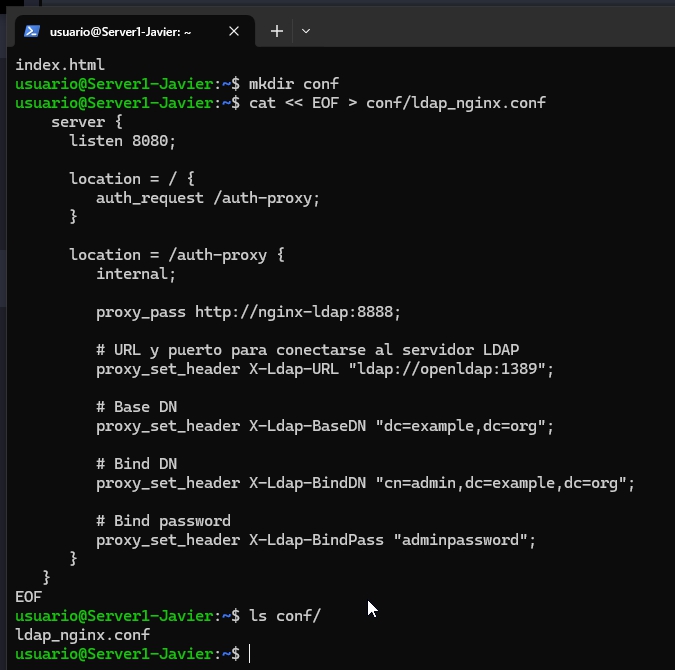 usuario@Server1-Javier: ~
index.html
usuario@Server1-Javier:~$ mkdir conf
usuario@Server1-Javier:~$ cat << EOF > conf/ldap_nginx.conf
    server {
      listen 8080;

      location = / {
         auth_request /auth-proxy;
      }

      location = /auth-proxy {
         internal;

         proxy_pass http://nginx-ldap:8888;

         # URL y puerto para conectarse al servidor LDAP
         proxy_set_header X-Ldap-URL "ldap://openldap:1389";

         # Base DN
         proxy_set_header X-Ldap-BaseDN "dc=example,dc=org";

         # Bind DN
         proxy_set_header X-Ldap-BindDN "cn=admin,dc=example,dc=org";

         # Bind password
         proxy_set_header X-Ldap-BindPass "adminpassword";
      }
   }
EOF
usuario@Server1-Javier:~$ ls conf/
ldap_nginx.conf
usuario@Server1-Javier:~$